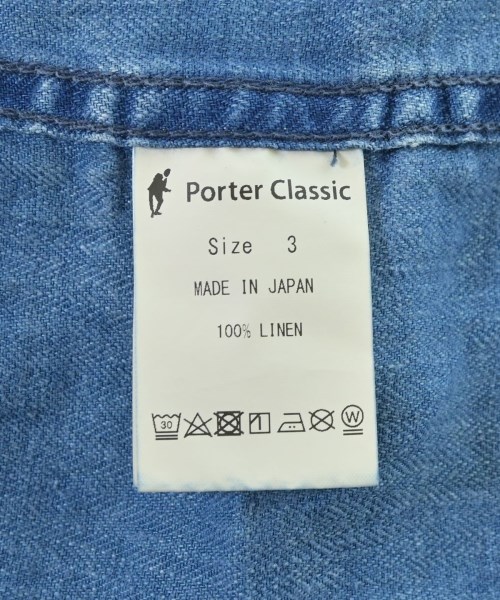 Porter Classic
Size 3
MADE IN JAPAN
100% LINEN
30 W